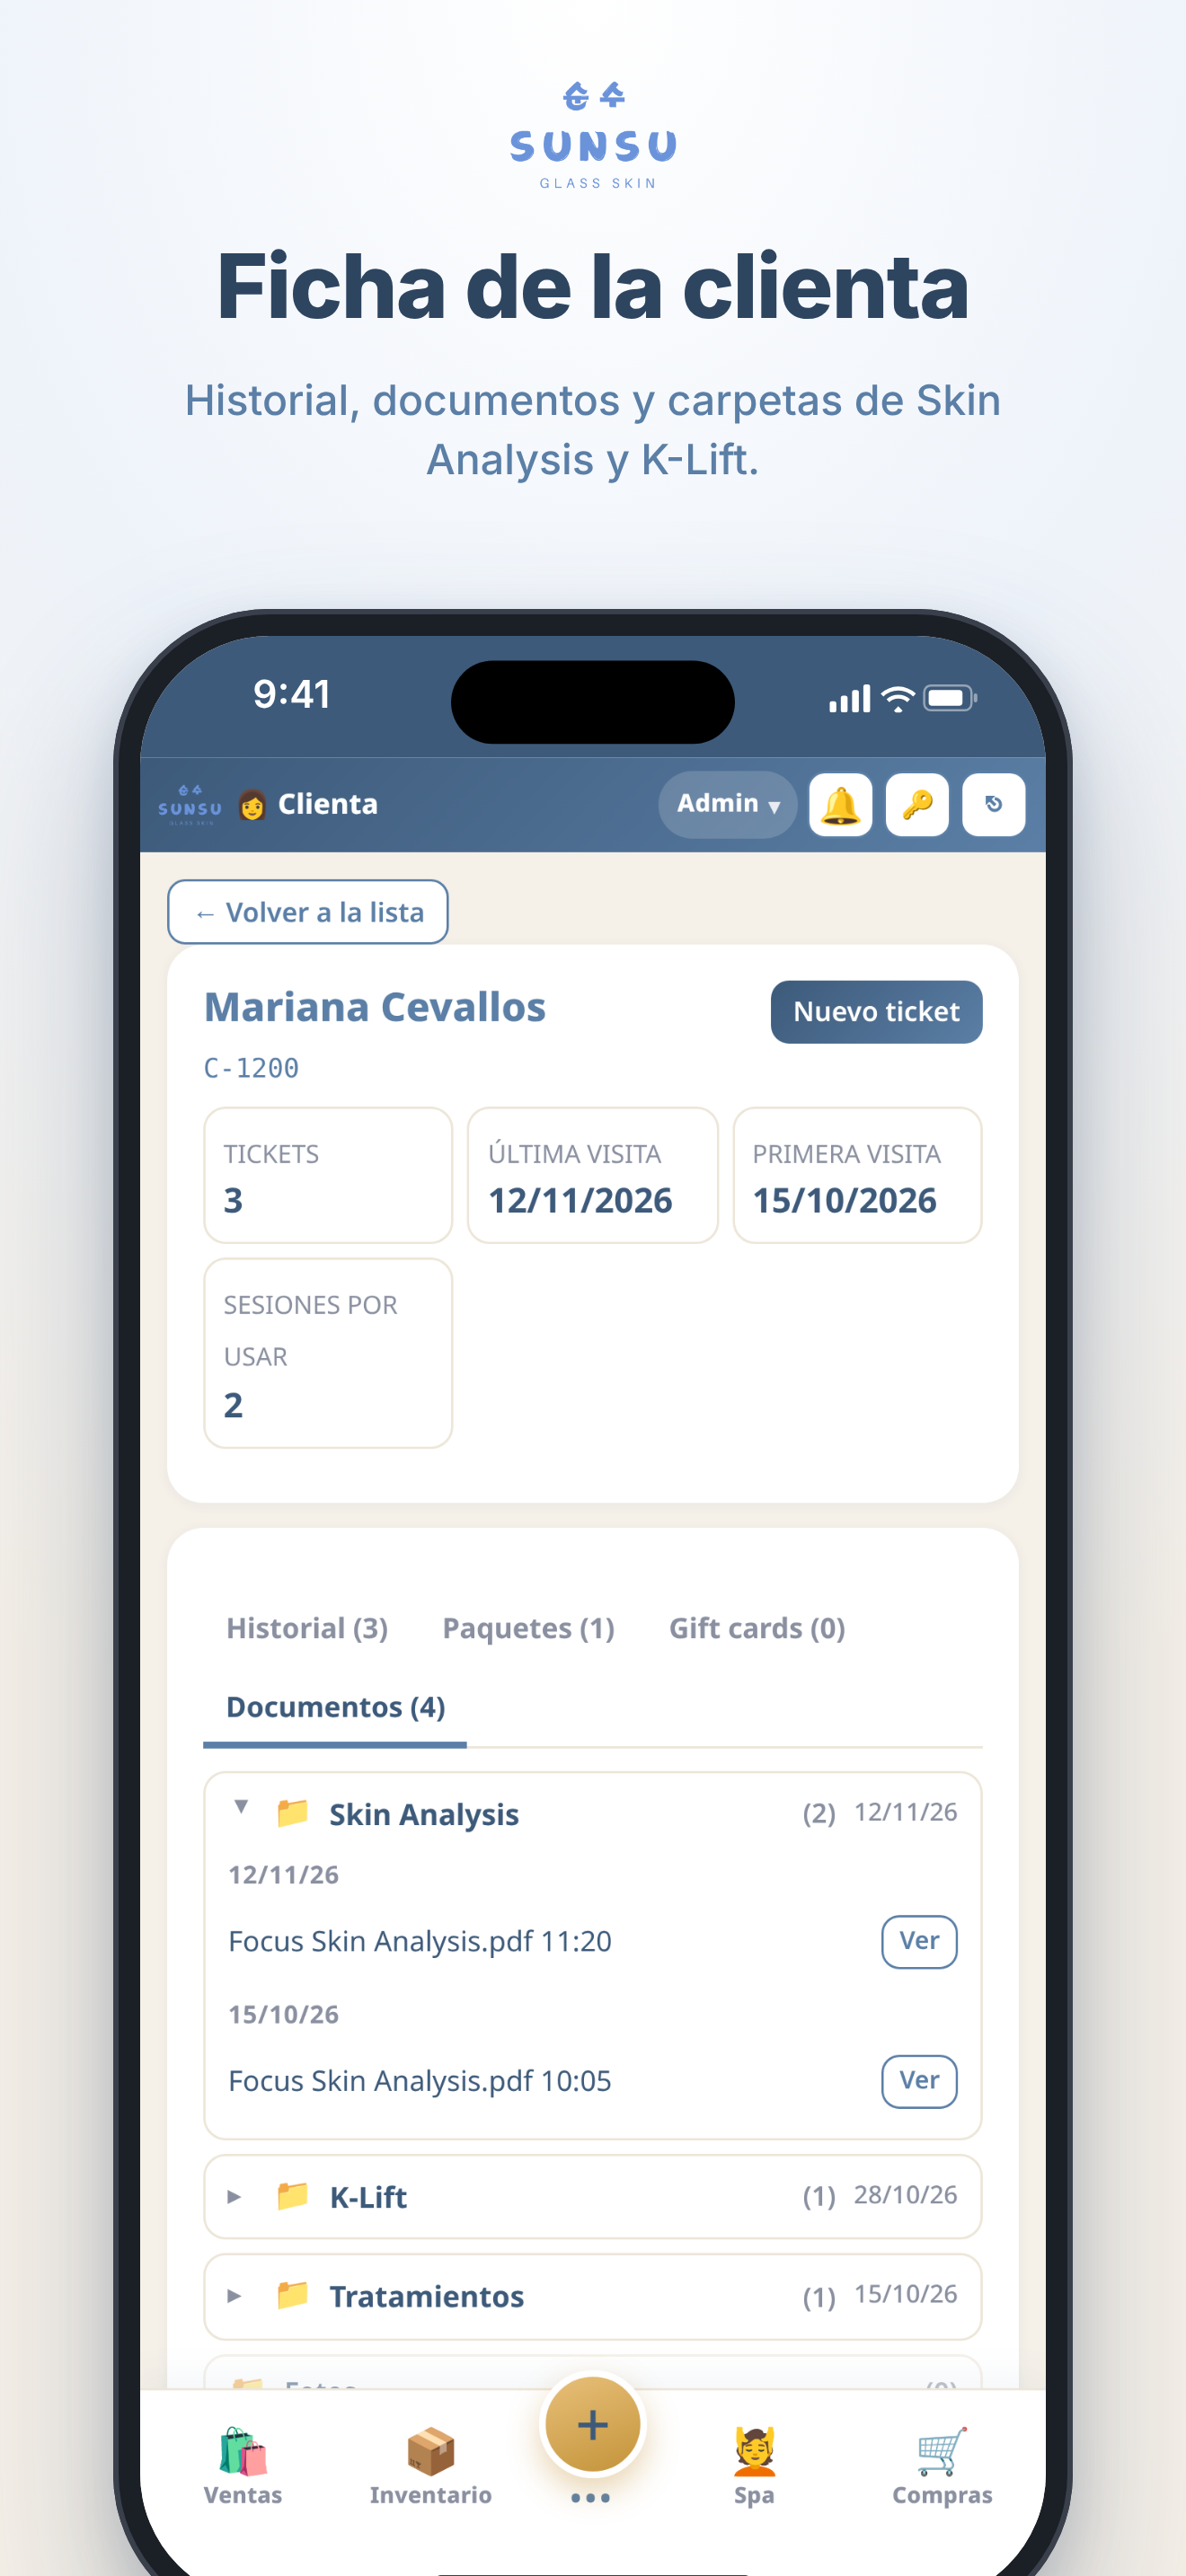 SUNSU
GLASS SKIN
Ficha de la clienta
Historial, documentos y carpetas de Skin
Analysis y K-Lift.
9:41
SUNSU
GLASS SKIN
Clienta
Admin ▾
← Volver a la lista
Mariana Cevallos
Nuevo ticket
C-1200
TICKETS
3
ÚLTIMA VISITA
12/11/2026
PRIMERA VISITA
15/10/2026
SESIONES POR
USAR
2
Historial (3)
Paquetes (1)
Gift cards (0)
Documentos (4)
Skin Analysis
(2) 12/11/26
12/11/26
Focus Skin Analysis.pdf 11:20
Ver
15/10/26
Focus Skin Analysis.pdf 10:05
Ver
K-Lift
(1) 28/10/26
Tratamientos
(1) 15/10/26
+
Ventas
Inventario
•••
Spa
Compras